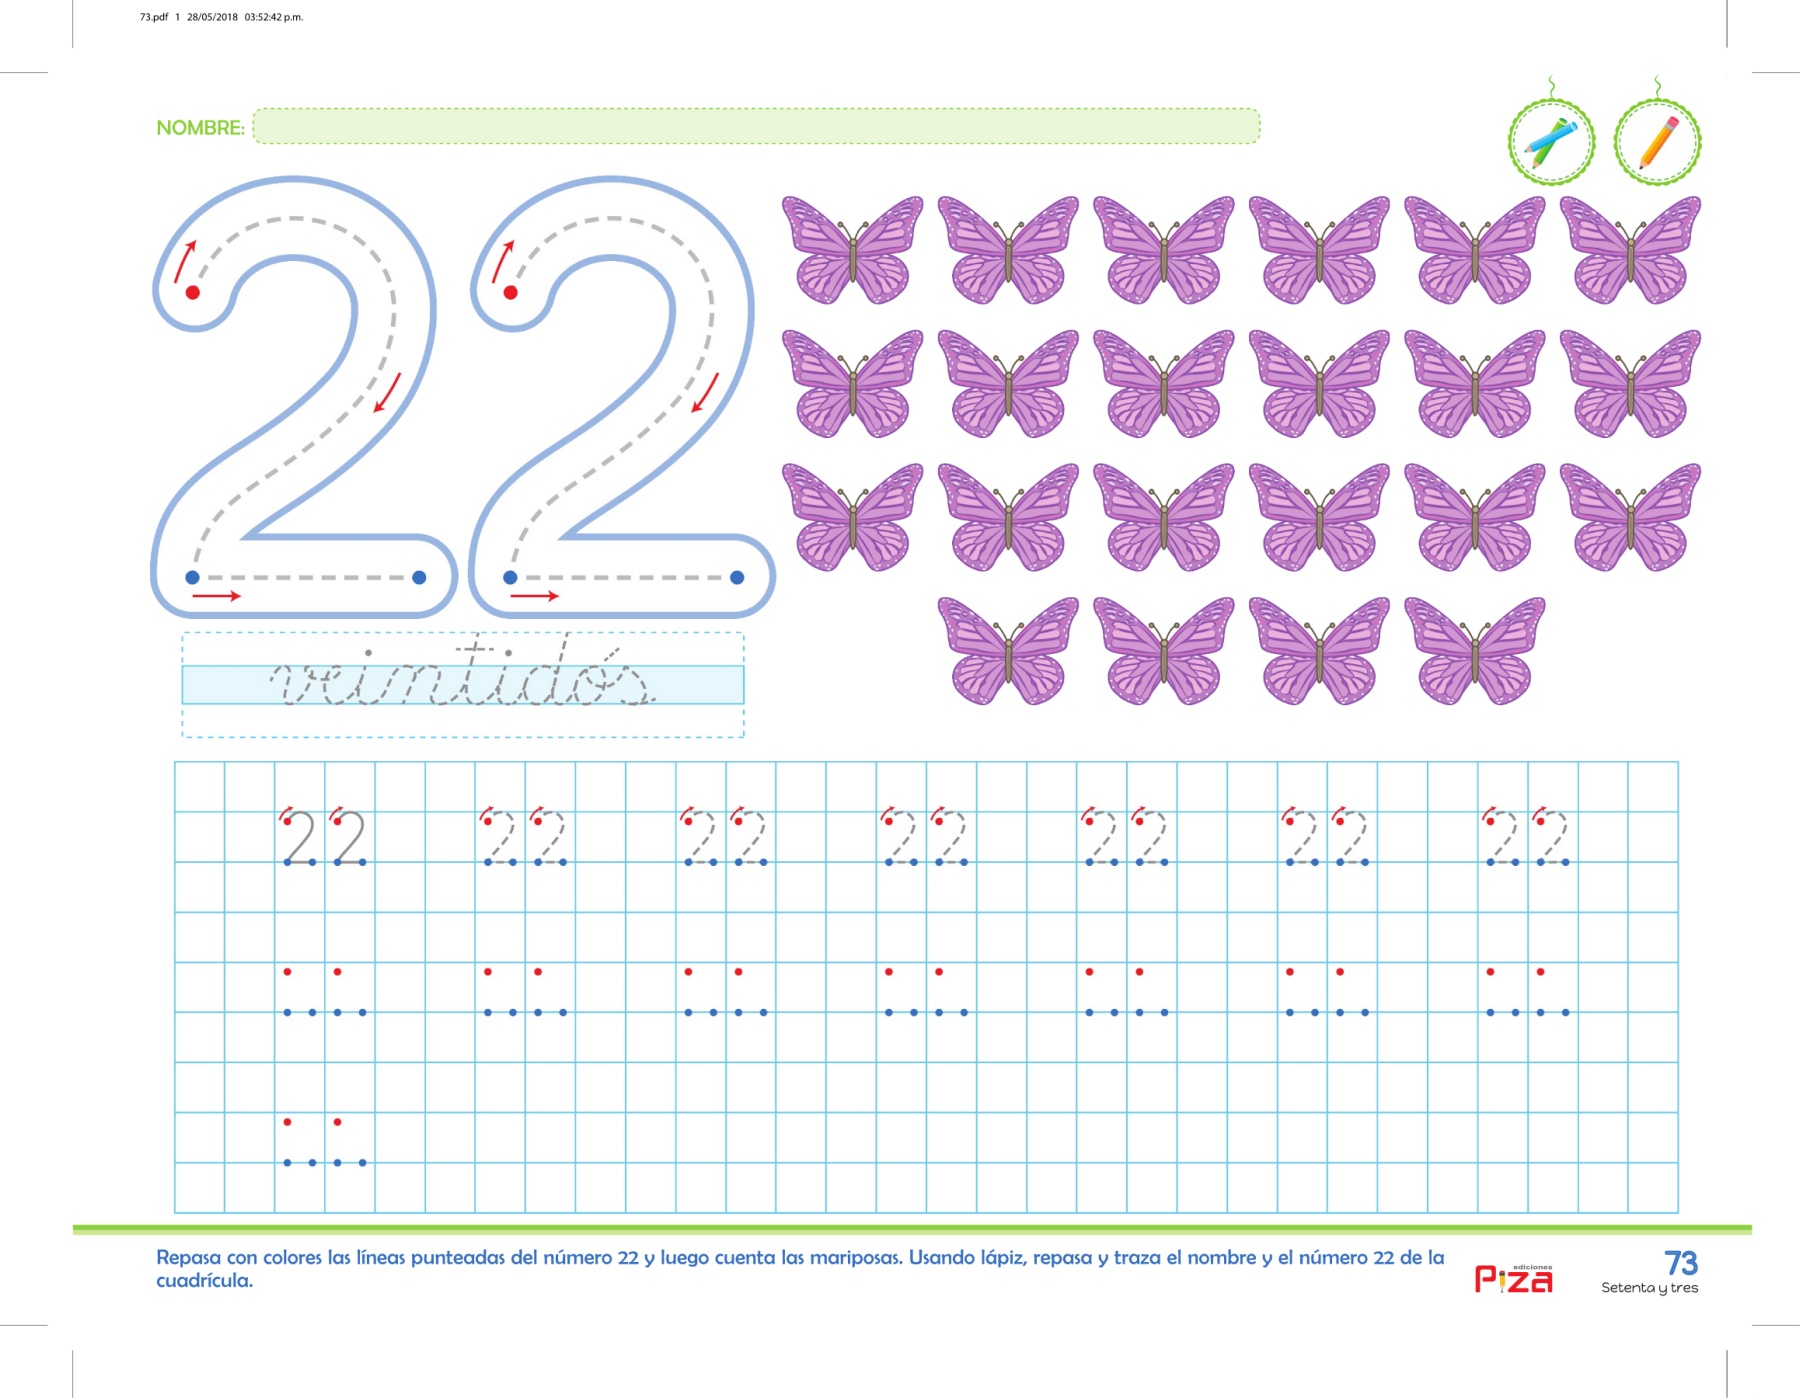 73.pdf 1 28/05/2018 03:52:42 p.m.
NOMBRE:
22
veintidós
22 22 22 22 22 22 22
Repasa con colores las líneas punteadas del número 22 y luego cuenta las mariposas. Usando lápiz, repasa y traza el nombre y el número 22 de la
cuadrícula.
ediciones
Piza
73
Setenta y tres